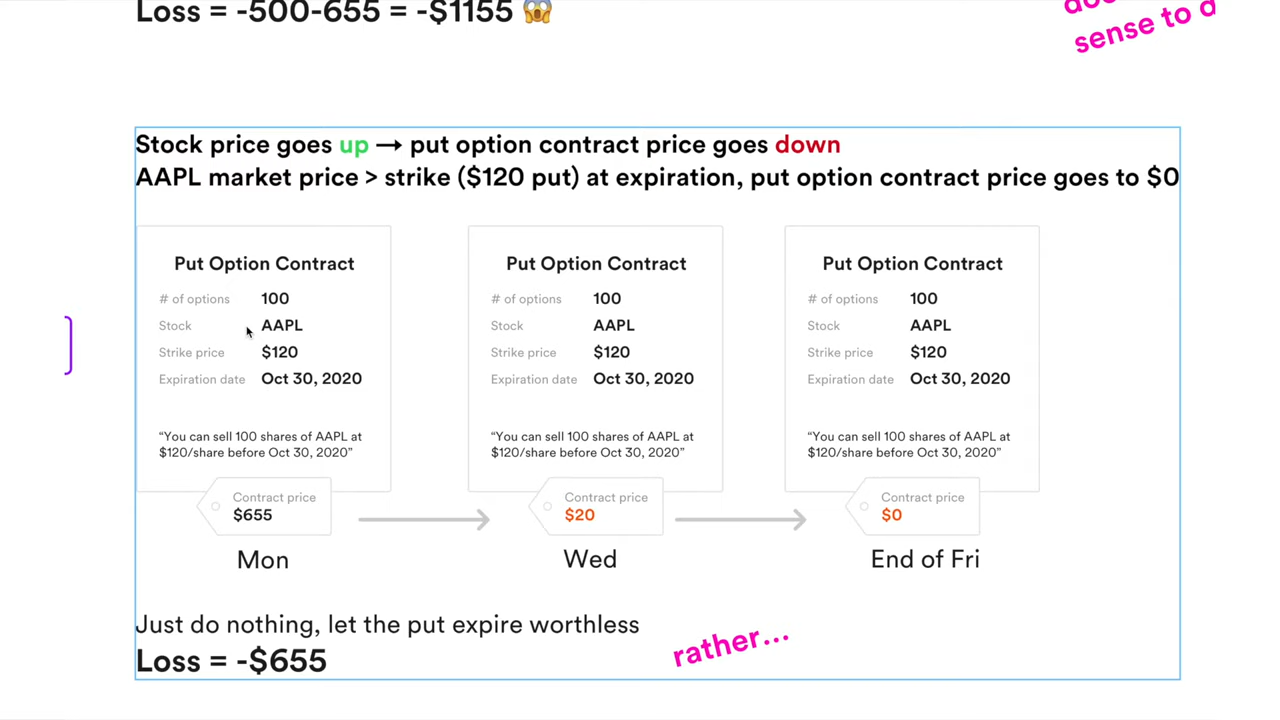 Loss = -500-655 = -$1155 😱
sense to
Stock price goes up → put option contract price goes down
AAPL market price > strike ($120 put) at expiration, put option contract price goes to $0
Put Option Contract
# of options 100
Stock AAPL
Strike price $120
Expiration date Oct 30, 2020
“You can sell 100 shares of AAPL at
$120/share before Oct 30, 2020”
Contract price
$655
Mon
Put Option Contract
# of options 100
Stock AAPL
Strike price $120
Expiration date Oct 30, 2020
“You can sell 100 shares of AAPL at
$120/share before Oct 30, 2020”
Contract price
$20
Wed
Put Option Contract
# of options 100
Stock AAPL
Strike price $120
Expiration date Oct 30, 2020
“You can sell 100 shares of AAPL at
$120/share before Oct 30, 2020”
Contract price
$0
End of Fri
Just do nothing, let the put expire worthless
Loss = -$655
rather...